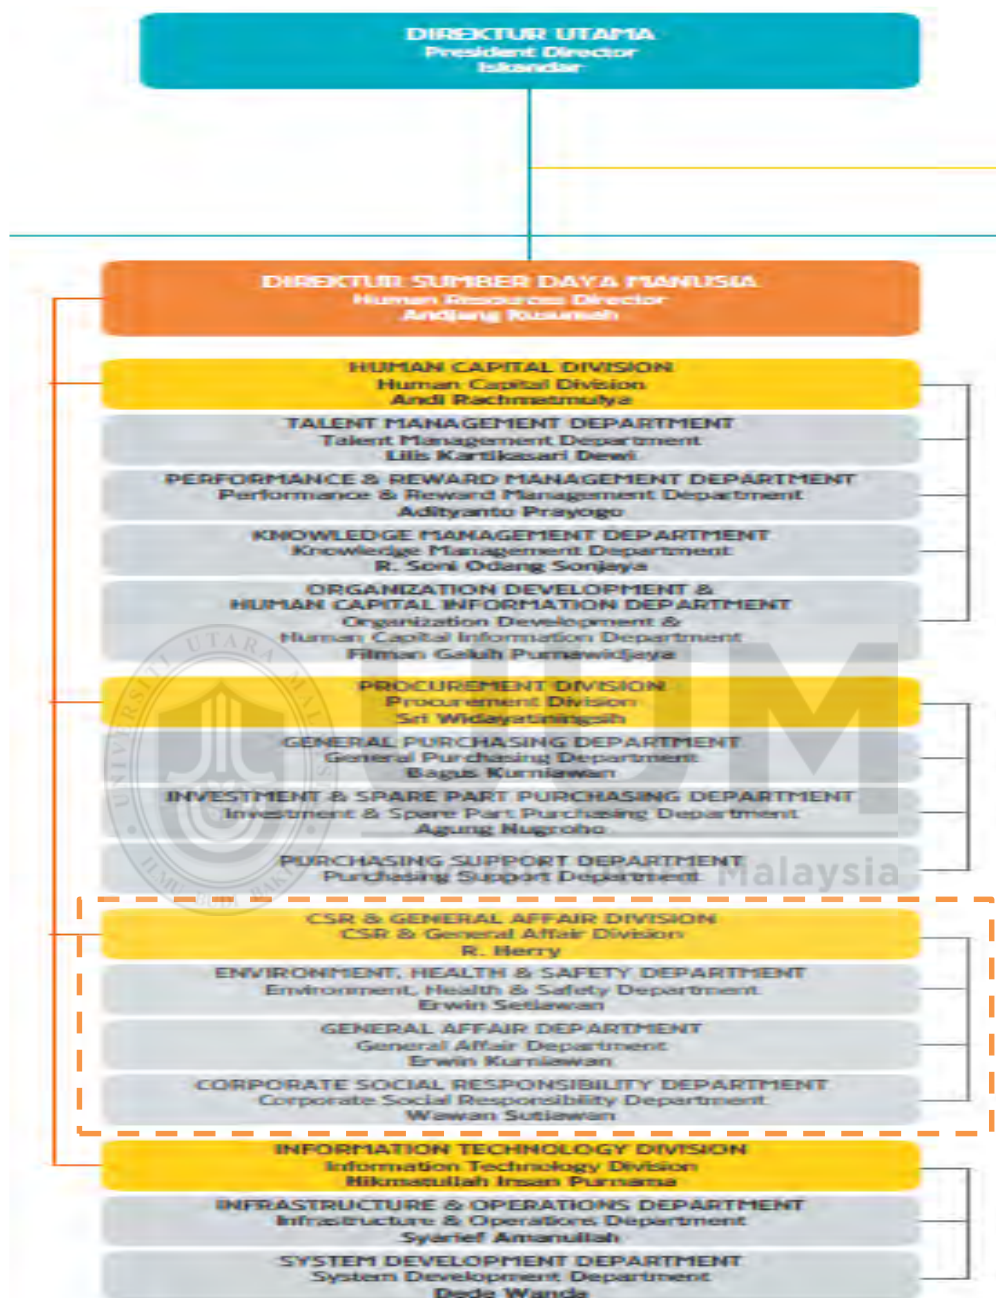 DIREKTUR UTAMA
President Director
Iskandar
DIREKTUR SUMBER DAYA MANUSIA
Human Resources Director
Andjang Kusumah
HUMAN CAPITAL DIVISION
Human Capital Division
Andi Rachmatmulya
TALENT MANAGEMENT DEPARTMENT
Talent Management Department
Lilis Kartikasari Dewi
PERFORMANCE & REWARD MANAGEMENT DEPARTMENT
Performance & Reward Management Department
Adityanto Prayogo
KNOWLEDGE MANAGEMENT DEPARTMENT
Knowledge Management Department
R. Soni Odang Sonjaya
ORGANIZATION DEVELOPMENT &
HUMAN CAPITAL INFORMATION DEPARTMENT
Organization Development &
Human Capital Information Department
Filman Galuh Purnawidjaya
PROCUREMENT DIVISION
Procurement Division
Sri Widayatiningsih
GENERAL PURCHASING DEPARTMENT
General Purchasing Department
Bagus Kurniawan
INVESTMENT & SPARE PART PURCHASING DEPARTMENT
Investment & Spare Part Purchasing Department
Agung Nugroho
PURCHASING SUPPORT DEPARTMENT
Purchasing Support Department
CSR & GENERAL AFFAIR DIVISION
CSR & General Affair Division
R. Herry
ENVIRONMENT, HEALTH & SAFETY DEPARTMENT
Environment, Health & Safety Department
Erwin Setiawan
GENERAL AFFAIR DEPARTMENT
General Affair Department
Erwin Kurniawan
CORPORATE SOCIAL RESPONSIBILITY DEPARTMENT
Corporate Social Responsibility Department
Wawan Sutiawan
INFORMATION TECHNOLOGY DIVISION
Information Technology Division
Hikmatullah Insan Purnama
INFRASTRUCTURE & OPERATIONS DEPARTMENT
Infrastructure & Operations Department
Syarief Amanullah
SYSTEM DEVELOPMENT DEPARTMENT
System Development Department
Dede Wanda
UNIVERSITI UTARA MALAYSIA
ILMU BUDI BAKTI
UUM
Malaysia